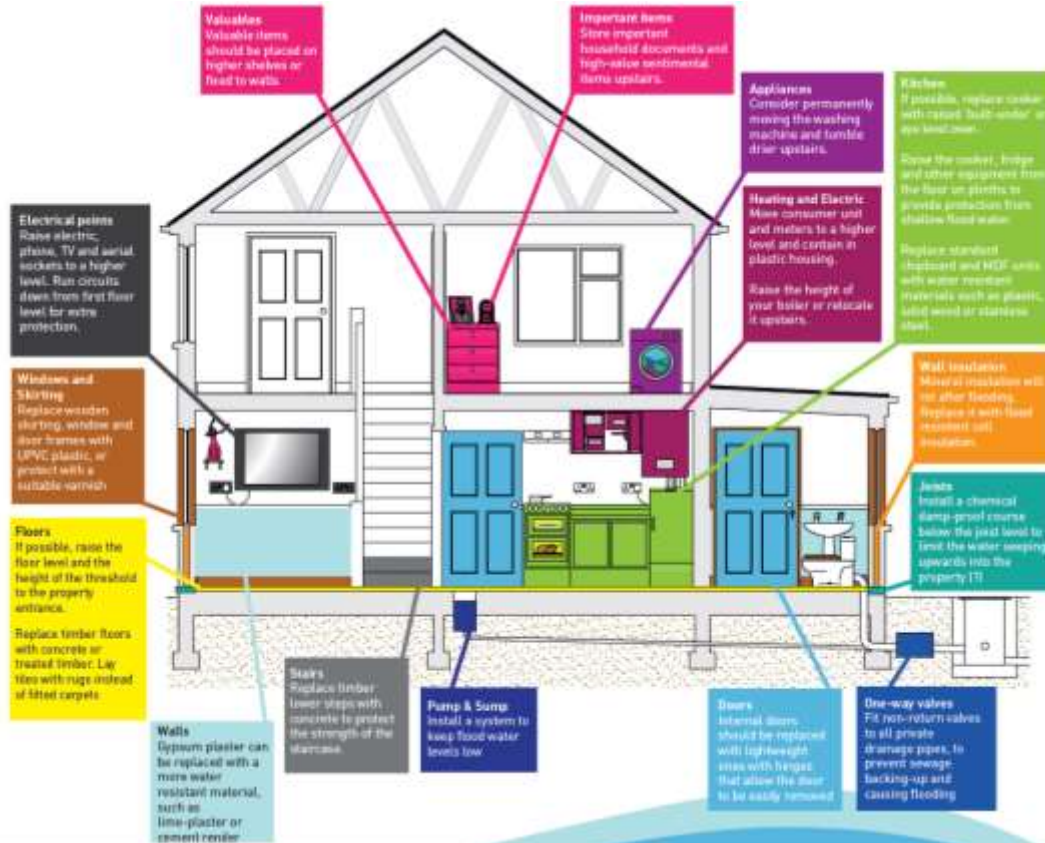 Valuables
Valuable items
should be placed on
higher shelves or
fixed to walls.
Important items
Store important
household documents and
high-value sentimental
items upstairs.
Appliances
Consider permanently
moving the washing
machine and tumble
drier upstairs.
Kitchen
If possible, replace cooker
with raised 'built-under' or
eye level oven.
Raise the cooker, fridge
and other equipment from
the floor on plinths to
provide protection from
shallow flood water.
Replace standard
chipboard and MDF units
with water resistant
materials such as plastic,
solid wood or stainless
steel.
Electrical points
Raise electric,
phone, TV and aerial
sockets to a higher
level. Run circuits
down from first floor
level for extra
protection.
Heating and Electric
Move consumer unit
and meters to a higher
level and contain in
plastic housing.
Raise the height of
your boiler or relocate
it upstairs.
Windows and
Skirting
Replace wooden
skirting, window and
door frames with
UPVC plastic, or
protect with a
suitable varnish
Wall insulation
Mineral insulation will
rot after flooding.
Replace it with flood
resistant cell
insulation.
Floors
If possible, raise the
floor level and the
height of the threshold
to the property
entrance.
Replace timber floors
with concrete or
treated timber. Lay
tiles with rugs instead
of fitted carpets
Joists
Install a chemical
damp-proof course
below the joist level to
limit the water seeping
upwards into the
property
Walls
Gypsum plaster can
be replaced with a
more water
resistant material,
such as
lime-plaster or
cement render
Stairs
Replace timber
lower steps with
concrete to protect
the strength of the
staircase.
Pump & Sump
Install a system to
keep flood water
levels low
Doors
Internal doors
should be replaced
with lightweight
ones with hinges
that allow the door
to be easily removed
One-way valves
Fit non-return valves
to all private
drainage pipes, to
prevent sewage
backing-up and
causing flooding